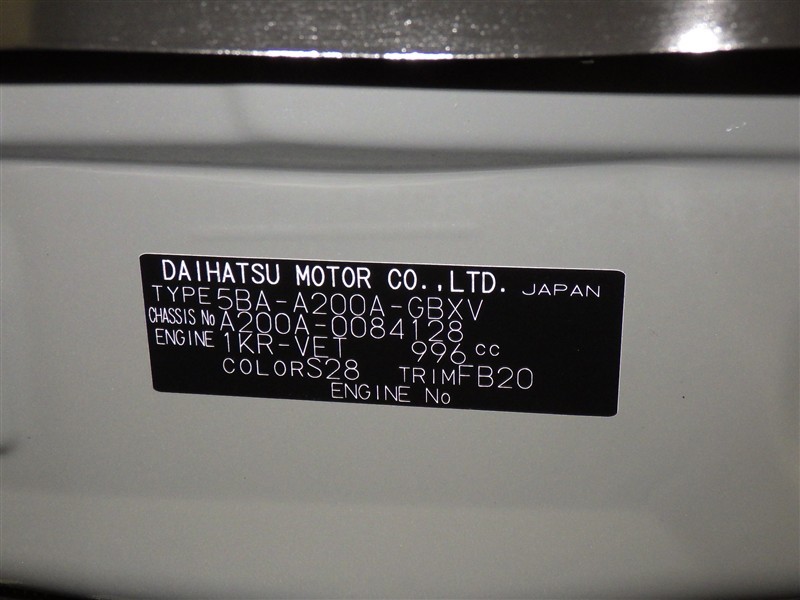 DAIHATSU MOTOR CO.,LTD. JAPAN
TYPE 5BA-A200A-GBXV
CHASSIS No A200A-0084128
ENGINE 1KR-VET 996 cc
COLOR S28 TRIM FB20
ENGINE No